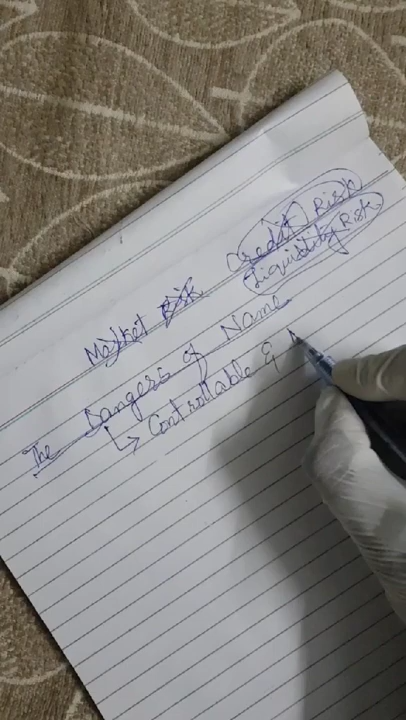 Credit Risk
Liquidity Risk
Market Risk
The Dangers of Name
↳ Controllable &